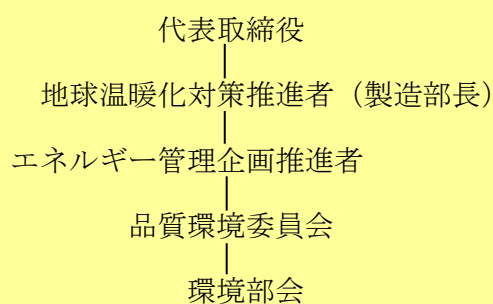 代表取締役
地球温暖化対策推進者（製造部長）
エネルギー管理企画推進者
品質環境委員会
環境部会